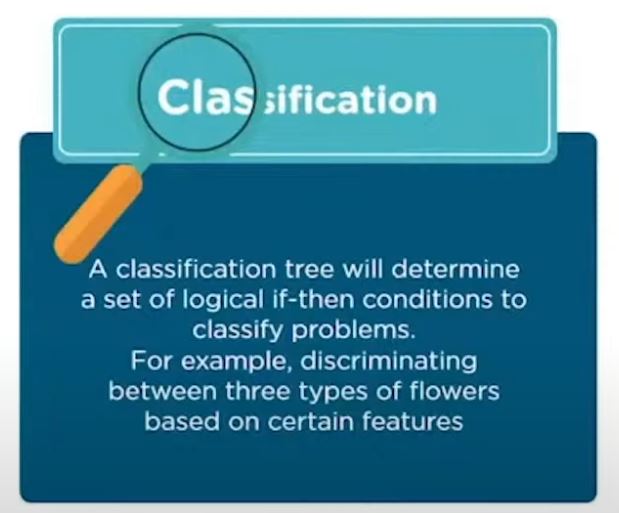 Classification
A classification tree will determine
a set of logical if-then conditions to
classify problems.
For example, discriminating
between three types of flowers
based on certain features